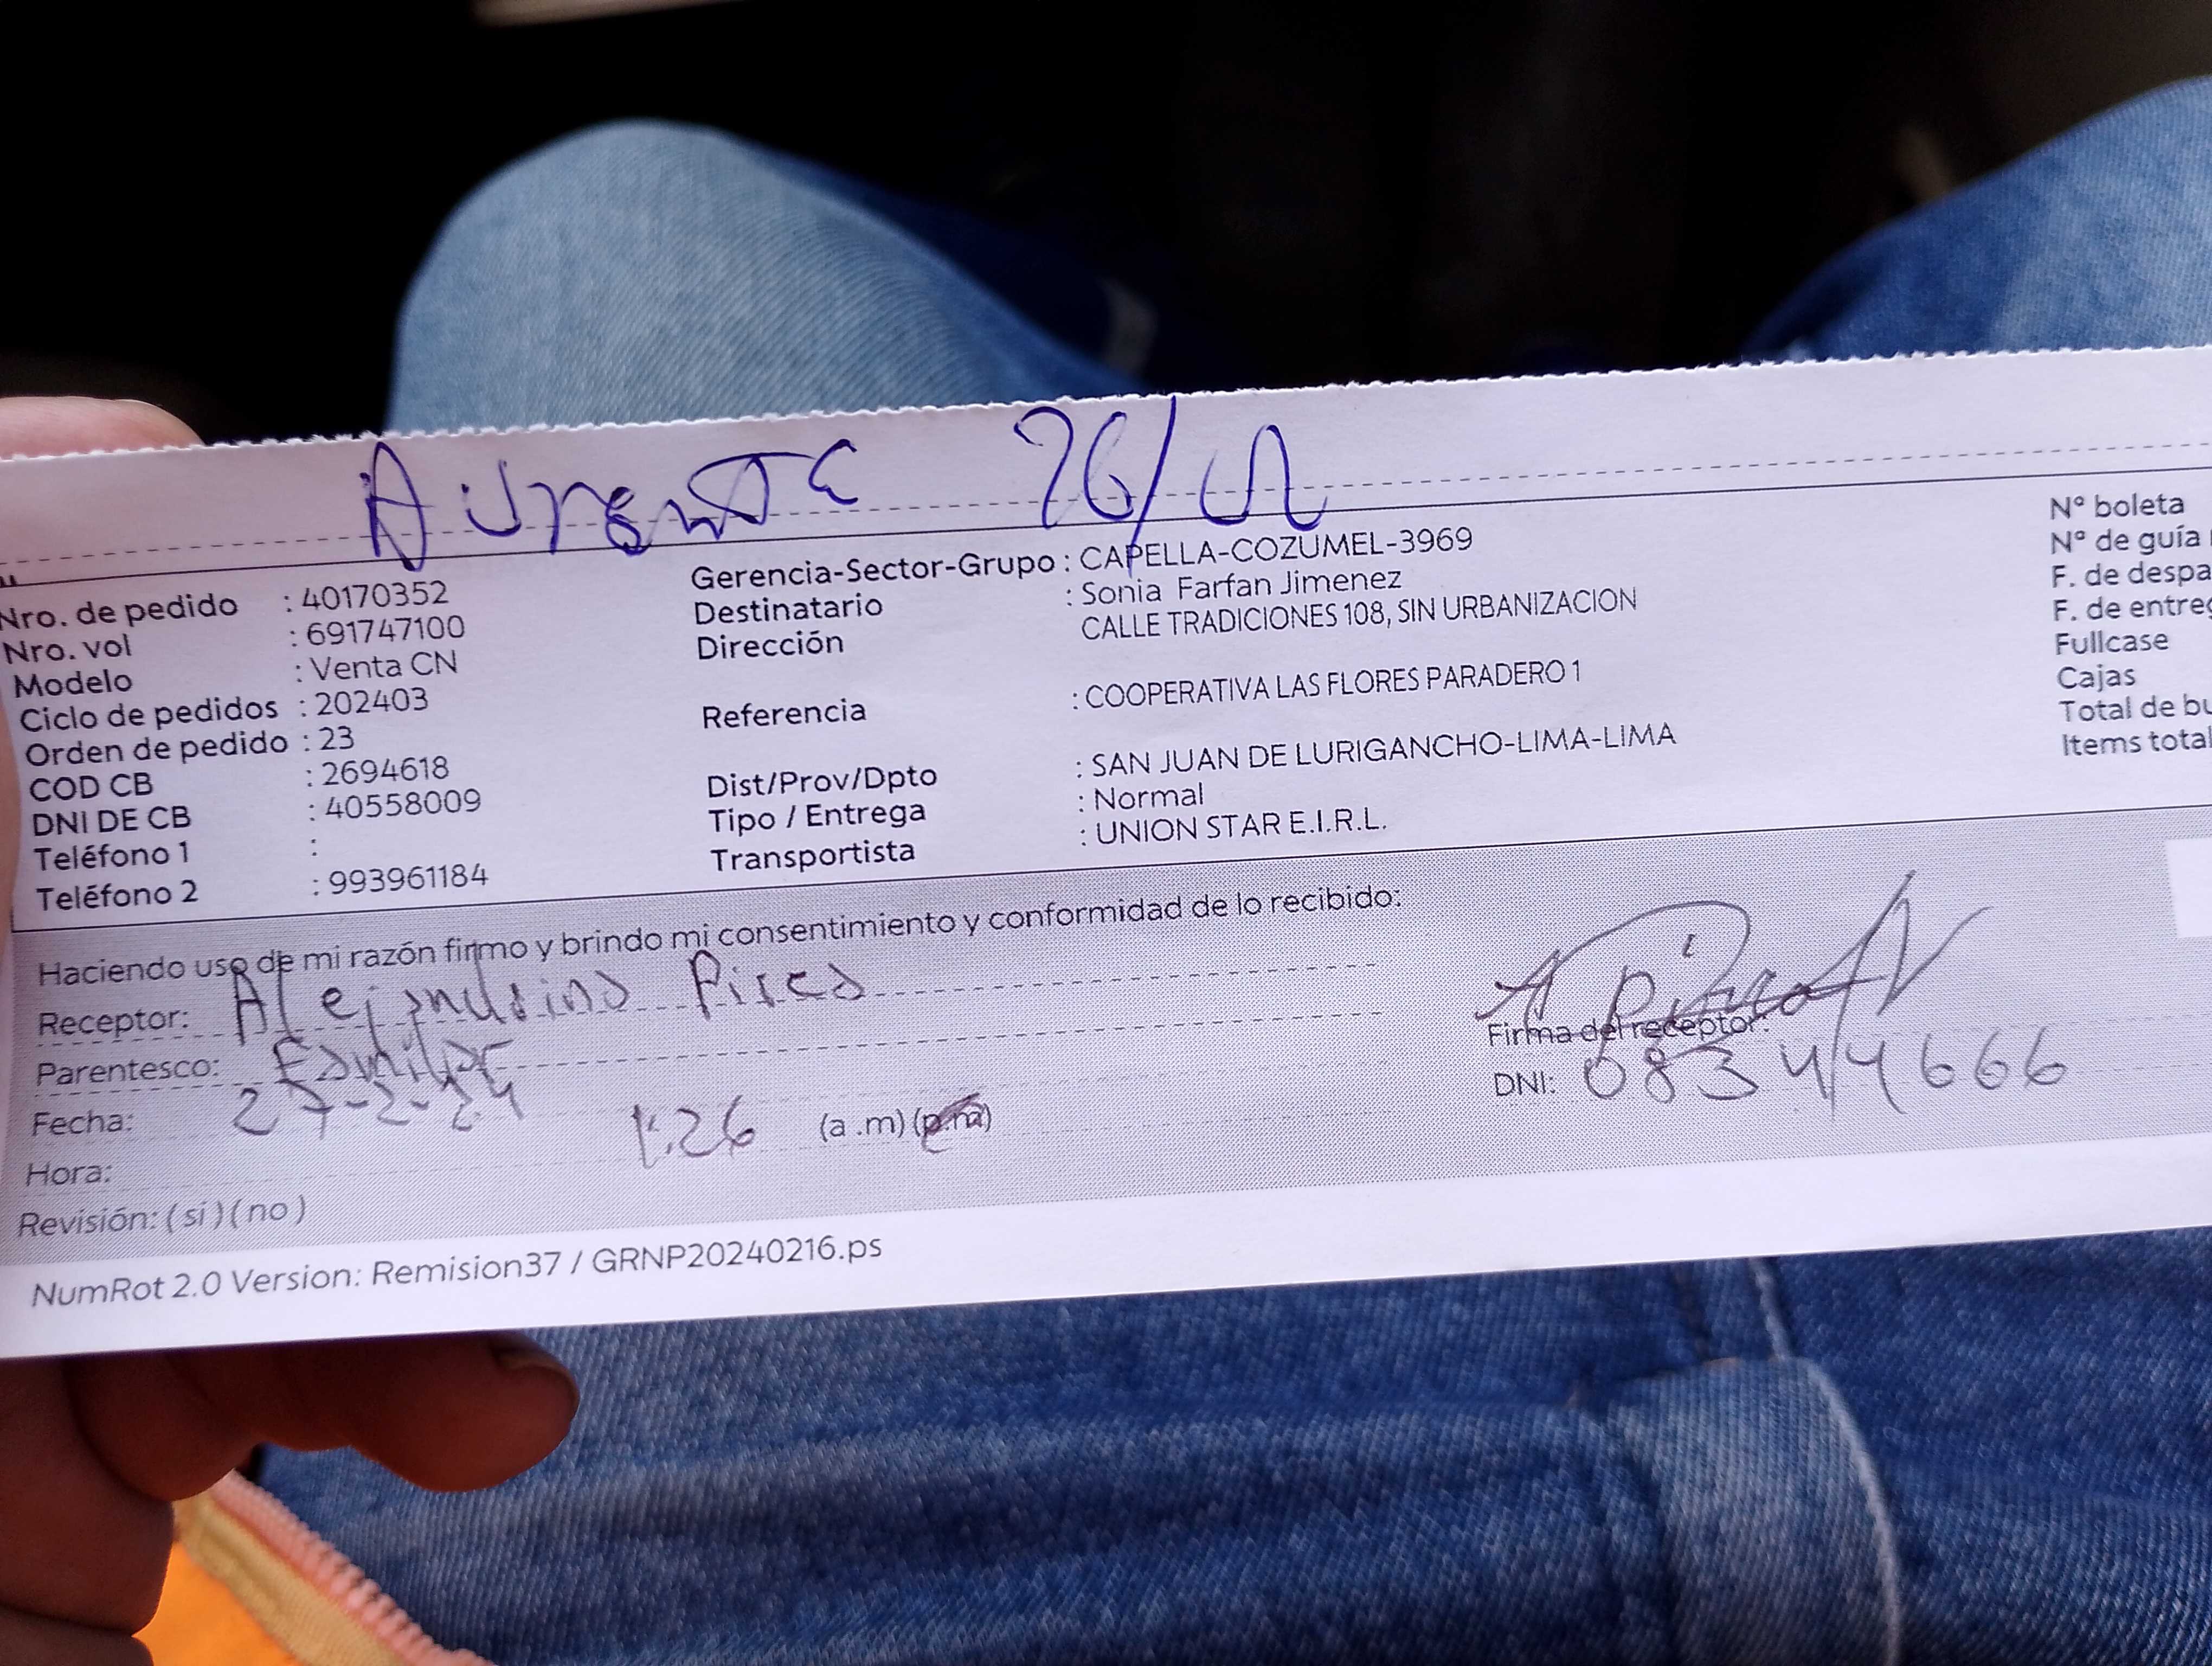 Aurente 26/02
Nro. de pedido : 40170352
Nro. vol : 691747100
Modelo : Venta CN
Ciclo de pedidos : 202403
Orden de pedido : 23
COD CB : 2694618
DNI DE CB : 40558009
Teléfono 1 :
Teléfono 2 : 993961184
Gerencia-Sector-Grupo : CAPELLA-COZUMEL-3969
Destinatario : Sonia Farfan Jimenez
Dirección CALLE TRADICIONES 108, SIN URBANIZACION
Referencia : COOPERATIVA LAS FLORES PARADERO 1
Dist/Prov/Dpto : SAN JUAN DE LURIGANCHO-LIMA-LIMA
Tipo / Entrega : Normal
Transportista : UNION STAR E.I.R.L.
N° boleta
N° de guía
F. de despa
F. de entreg
Fullcase
Cajas
Total de bu
Items total
Haciendo uso de mi razón firmo y brindo mi consentimiento y conformidad de lo recibido:
Receptor: Alejandrino Pisco
Parentesco: Familiar
Fecha: 27-2-24
Hora: 1:26 (a .m) (p.m)
Revisión: ( si ) ( no )
Firma del receptor:
DNI: 08344666
NumRot 2.0 Version: Remision37 / GRNP20240216.ps